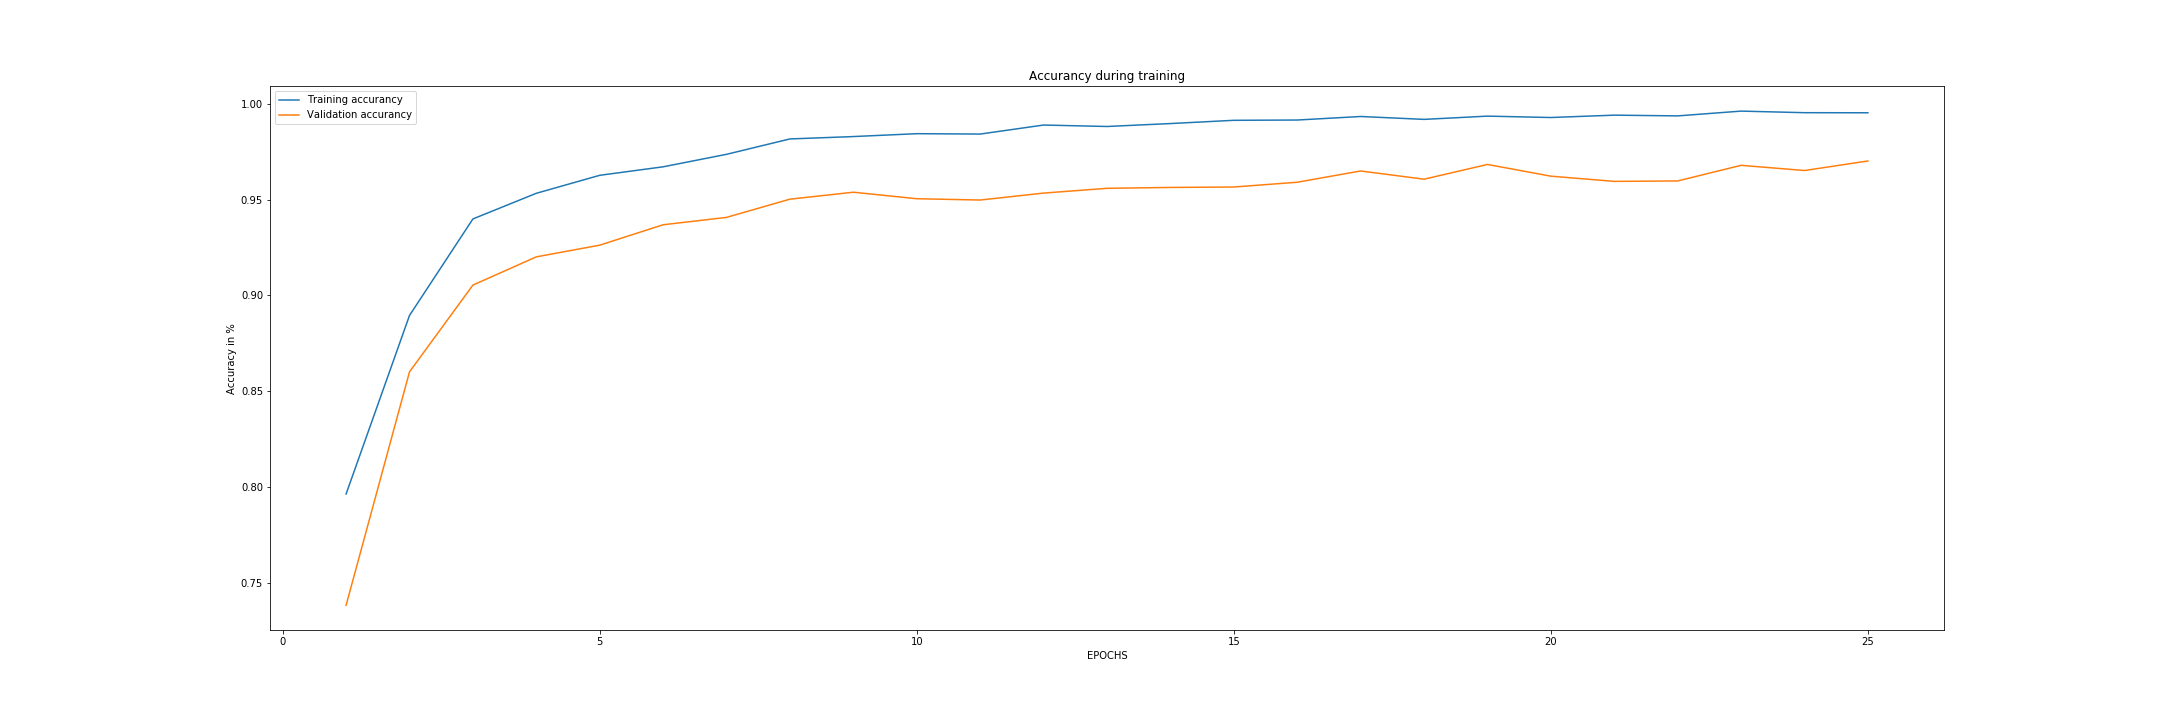 Accurancy during training
Training accurancy
Validation accurancy
1.00
0.95
0.90
0.85
0.80
0.75
Accuracy in %
0 5 10 15 20 25
EPOCHS